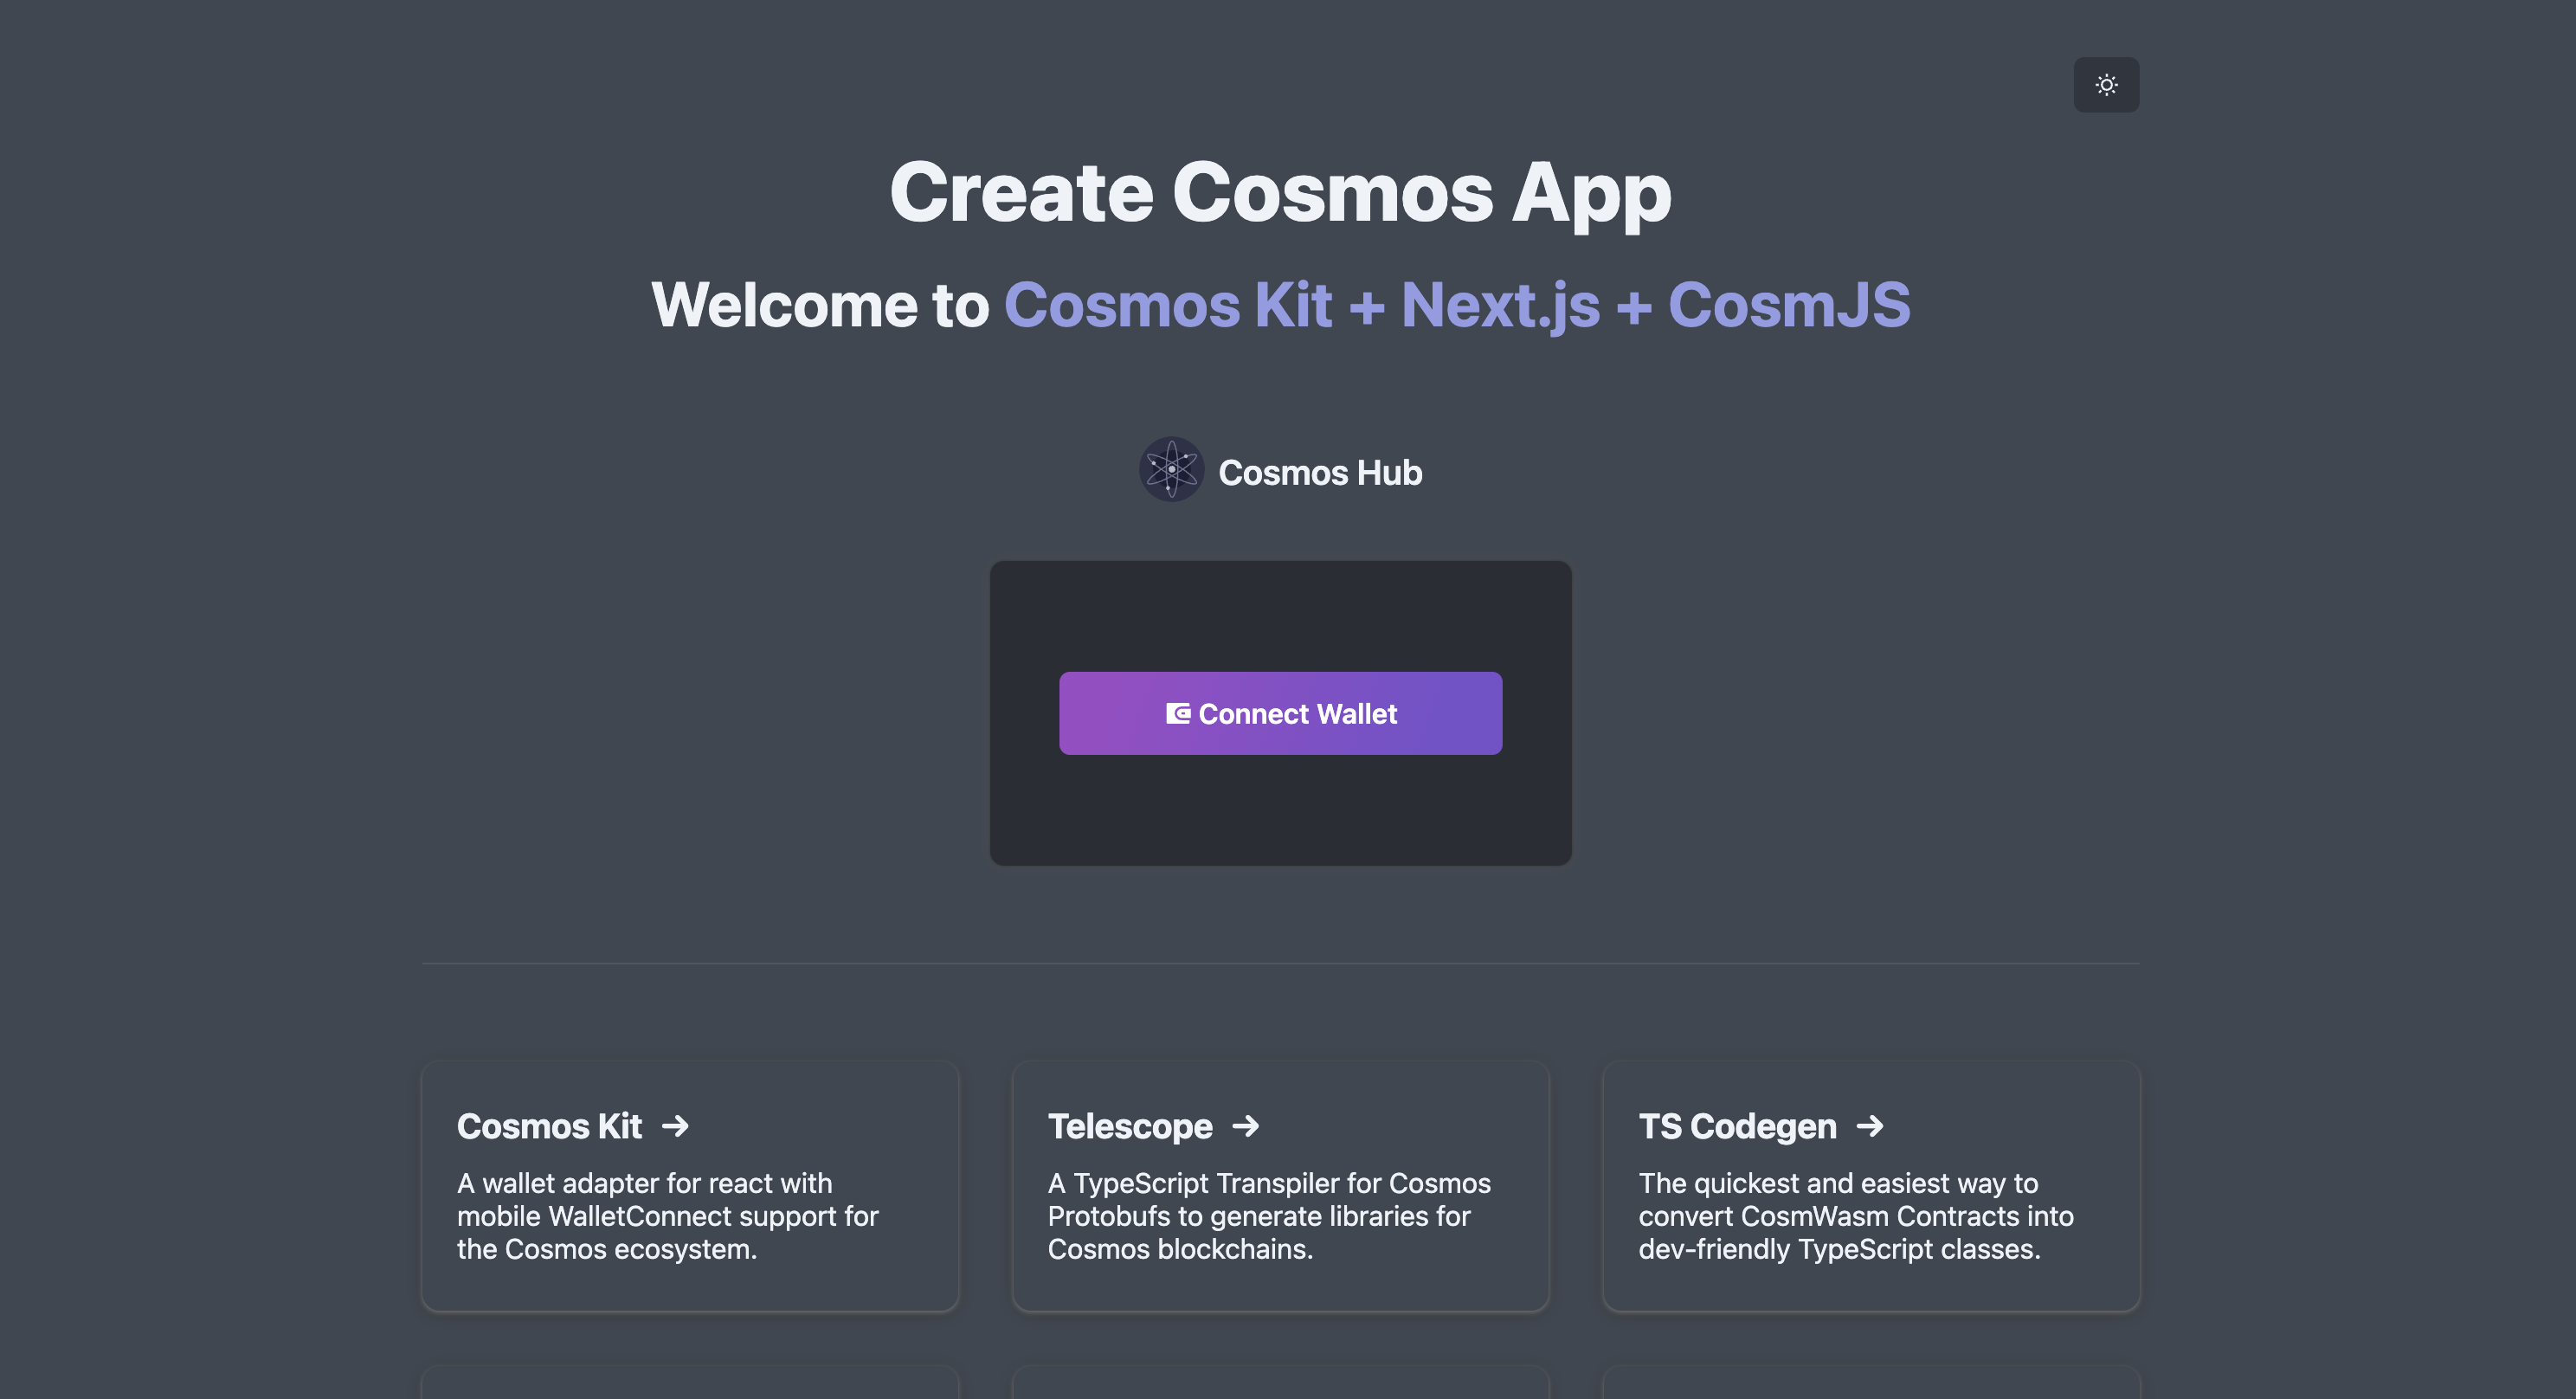 Create Cosmos App
Welcome to Cosmos Kit + Next.js + CosmJS
Cosmos Hub
Connect Wallet
Cosmos Kit →
A wallet adapter for react with
mobile WalletConnect support for
the Cosmos ecosystem.
Telescope →
A TypeScript Transpiler for Cosmos
Protobufs to generate libraries for
Cosmos blockchains.
TS Codegen →
The quickest and easiest way to
convert CosmWasm Contracts into
dev-friendly TypeScript classes.